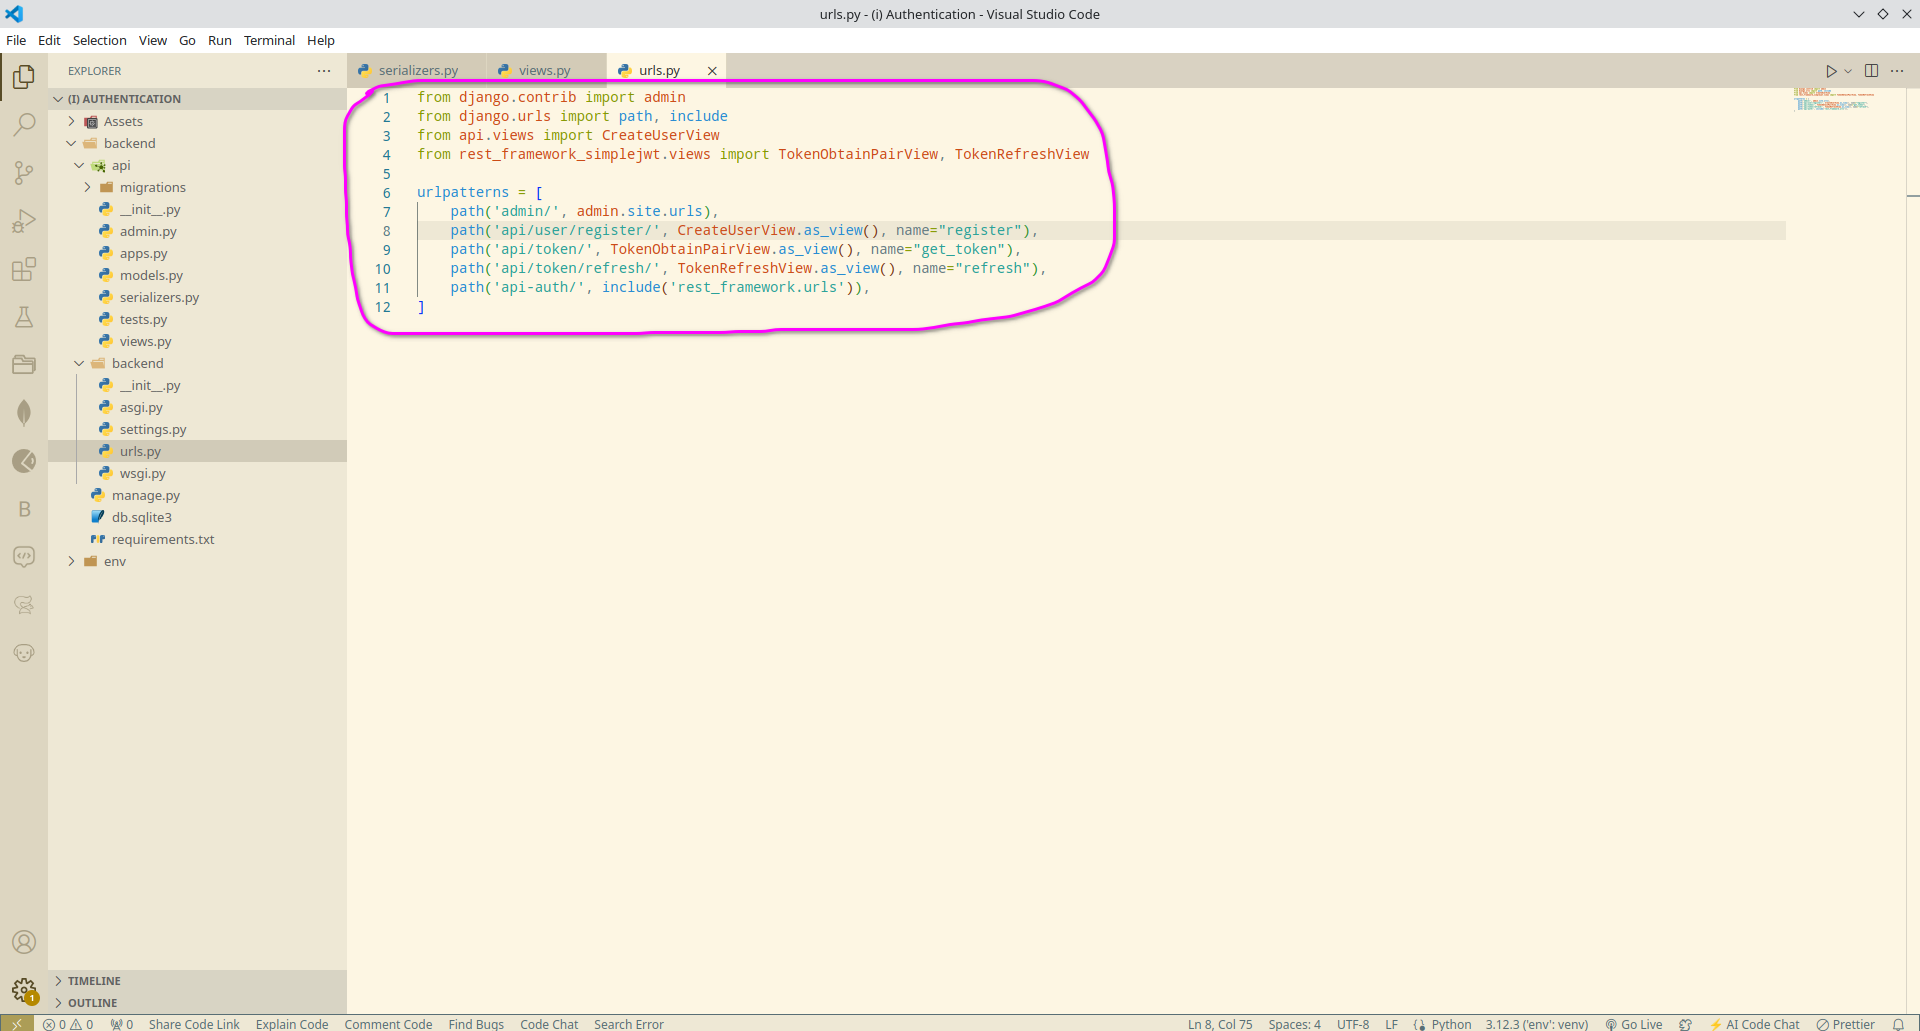 urls.py - (i) Authentication - Visual Studio Code
File Edit Selection View Go Run Terminal Help
EXPLORER
(I) AUTHENTICATION
Assets
backend
api
migrations
__init__.py
admin.py
apps.py
models.py
serializers.py
tests.py
views.py
backend
__init__.py
asgi.py
settings.py
urls.py
wsgi.py
manage.py
db.sqlite3
requirements.txt
env
TIMELINE
OUTLINE
B
1
serializers.py views.py urls.py
1 from django.contrib import admin
2 from django.urls import path, include
3 from api.views import CreateUserView
4 from rest_framework_simplejwt.views import TokenObtainPairView, TokenRefreshView
5
6 urlpatterns = [
7 path('admin/', admin.site.urls),
8 path('api/user/register/', CreateUserView.as_view(), name="register"),
9 path('api/token/', TokenObtainPairView.as_view(), name="get_token"),
10 path('api/token/refresh/', TokenRefreshView.as_view(), name="refresh"),
11 path('api-auth/', include('rest_framework.urls')),
12 ]
0 0 0 Share Code Link Explain Code Comment Code Find Bugs Code Chat Search Error Ln 8, Col 75 Spaces: 4 UTF-8 LF Python 3.12.3 ('env': venv) Go Live AI Code Chat Prettier